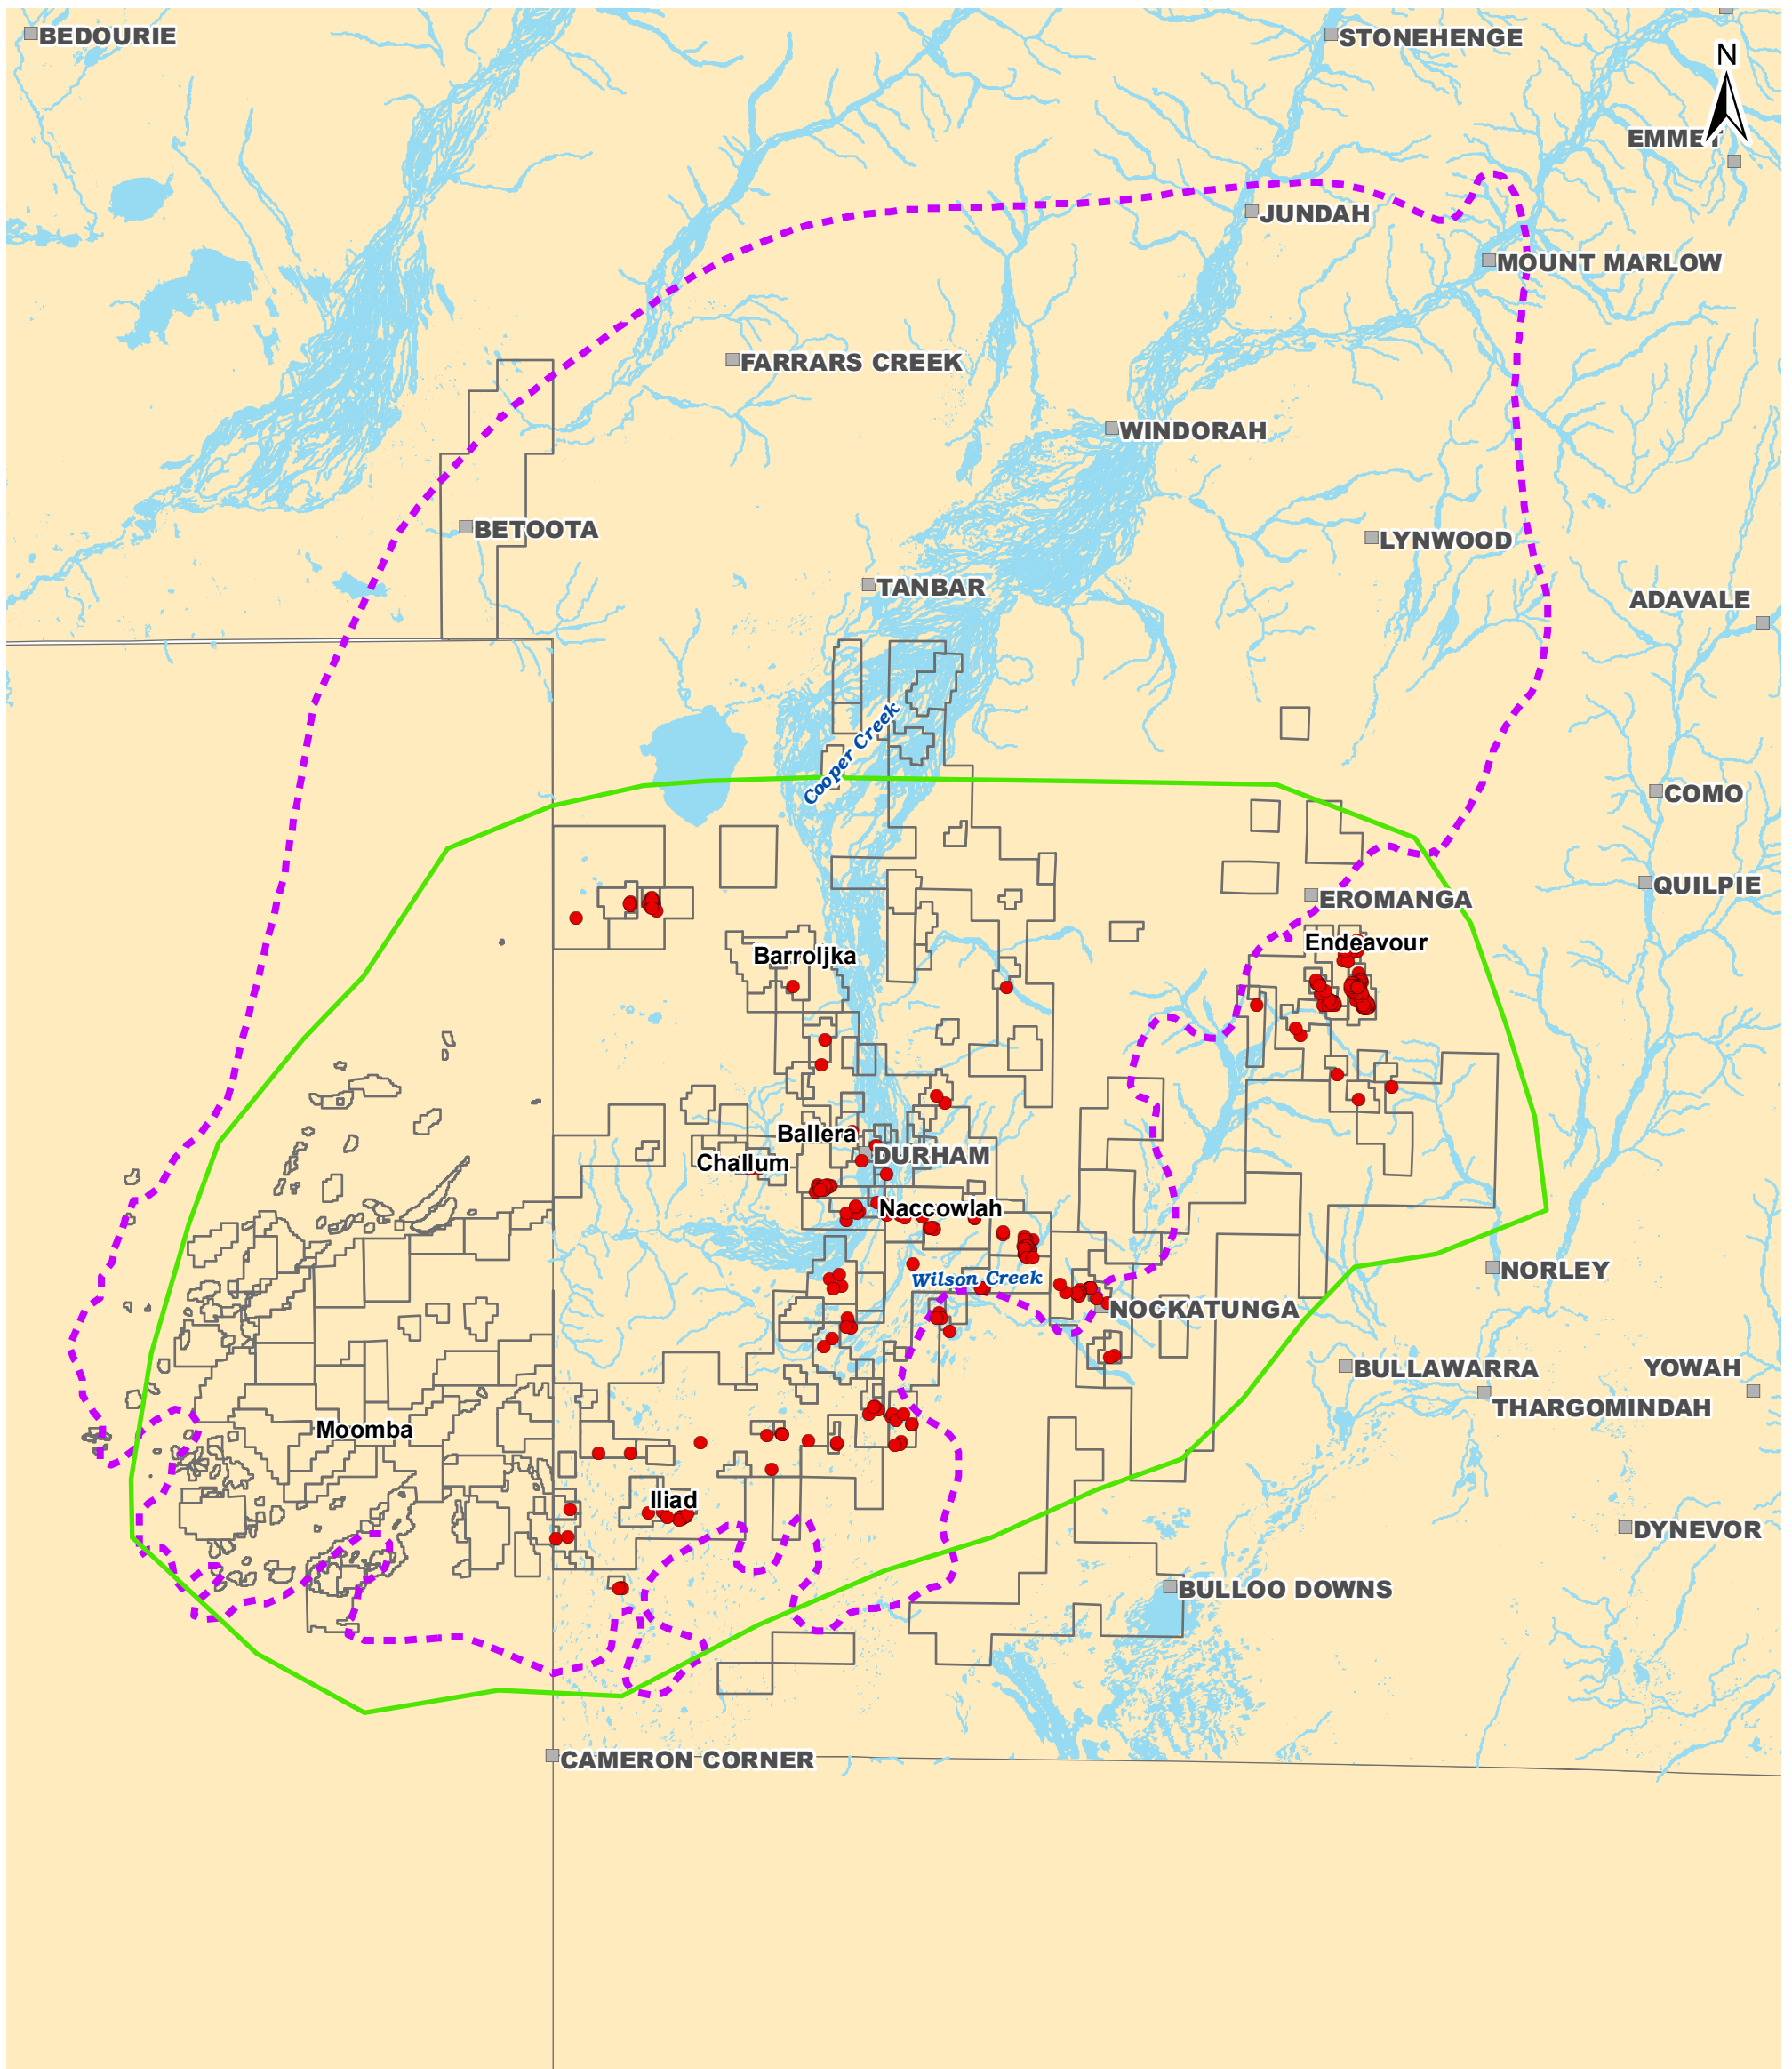 BEDOURIE
STONEHENGE
N
JUNDAH
MOUNT MARLOW
FARRARS CREEK
WINDORAH
BETOOTA
LYNWOOD
TANBAR
ADAVALE
Cooper Creek
COMO
QUILPIE
EROMANGA
Endeavour
Barroljka
Ballera
DURHAM
Challum
Naccowlah
NORLEY
Wilson Creek
NOCKATUNGA
BULLAWARRA
YOWAH
THARGOMINDAH
Moomba
Iliad
DYNEVOR
BULLOO DOWNS
CAMERON CORNER